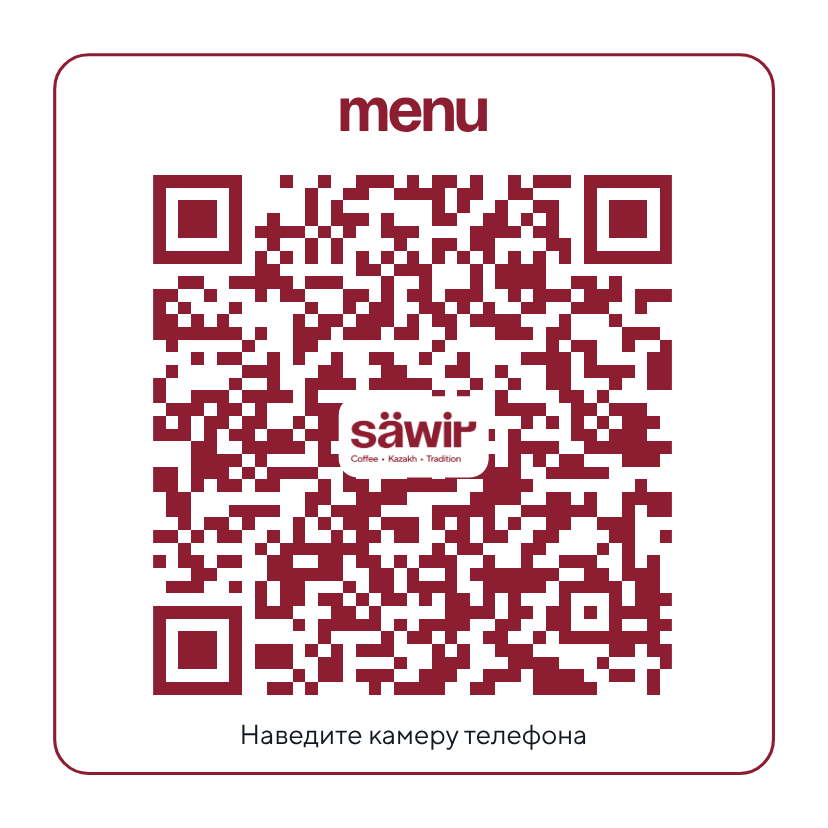 menu
säwir
Coffee • Kazakh • Tradition
Наведите камеру телефона